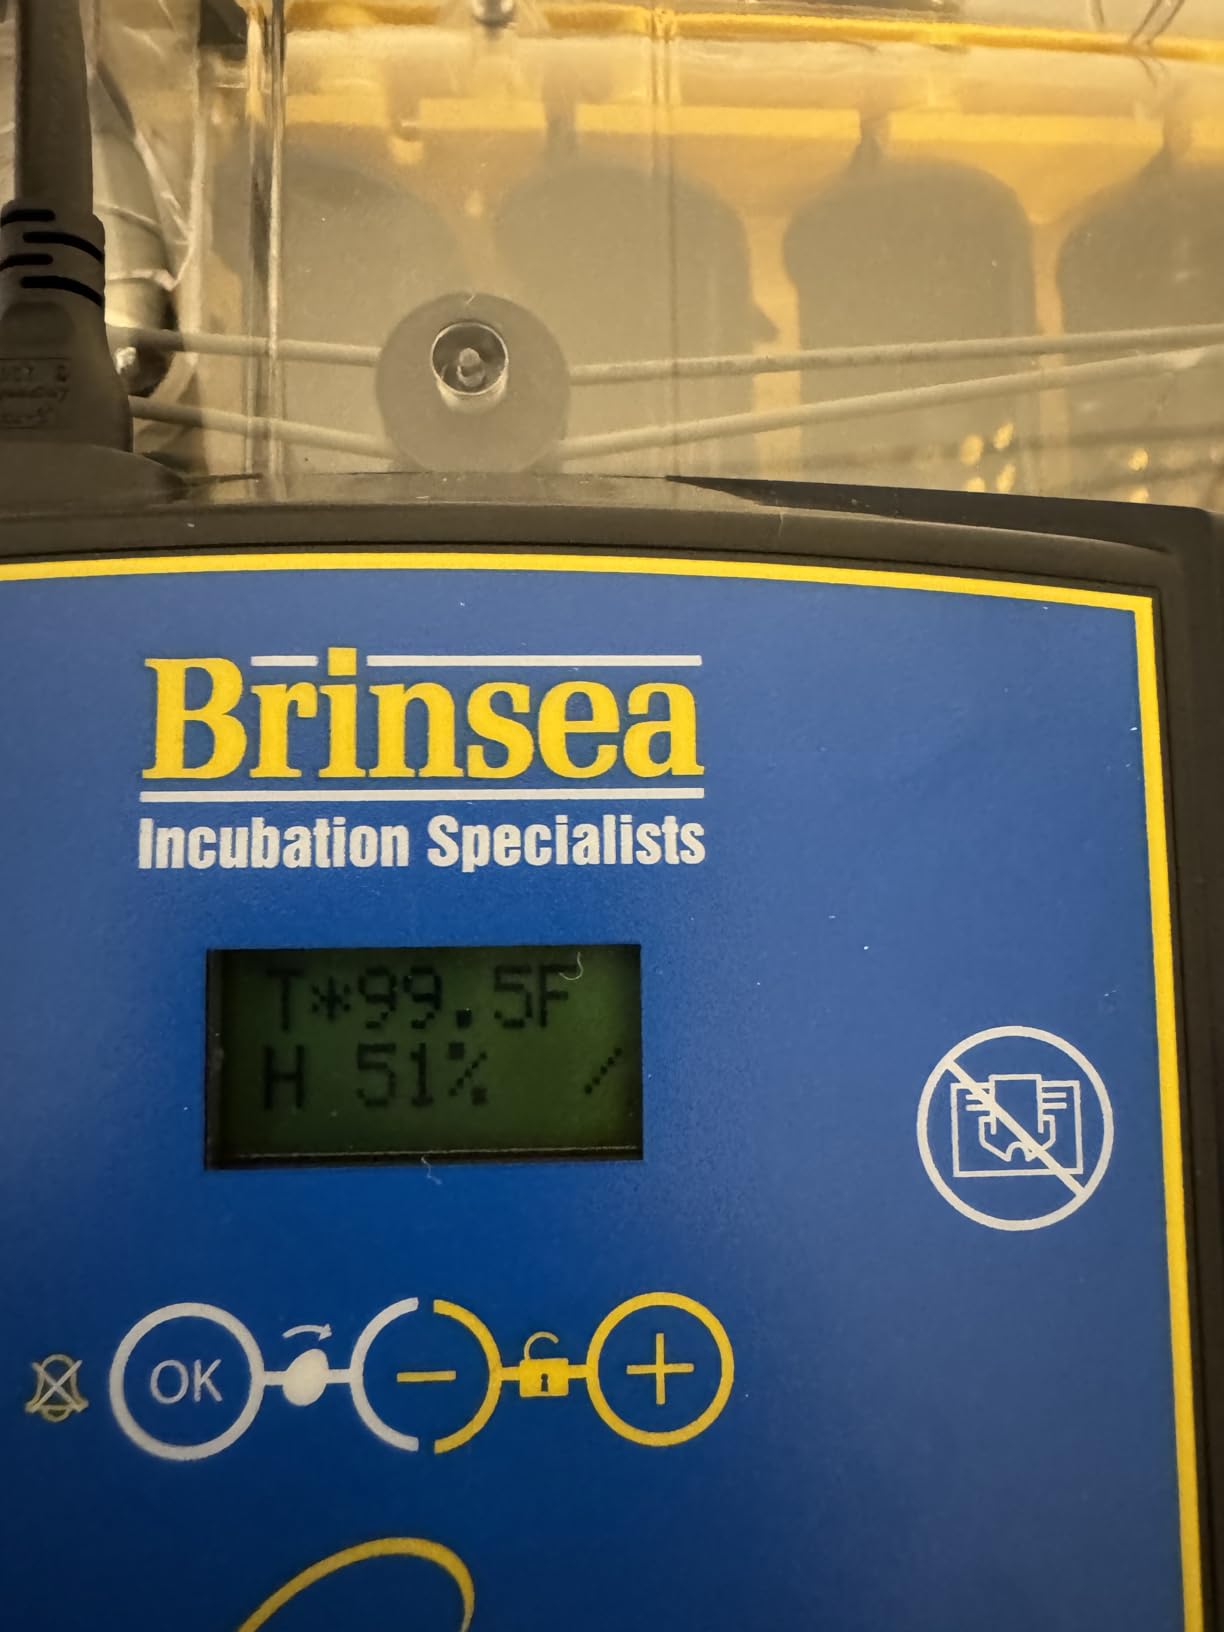 Brinsea
Incubation Specialists
T*99.5F
H 51% /
OK
- +